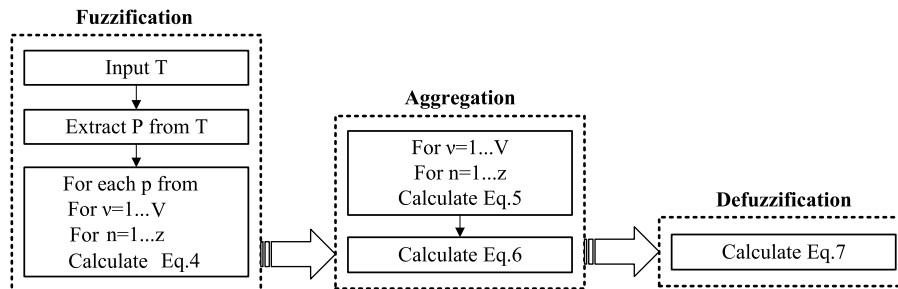 Fuzzification
Input T
Extract P from T
For each p from
For ν=1...V
For n=1...z
Calculate Eq.4
Aggregation
For ν=1...V
For n=1...z
Calculate Eq.5
Calculate Eq.6
Defuzzification
Calculate Eq.7